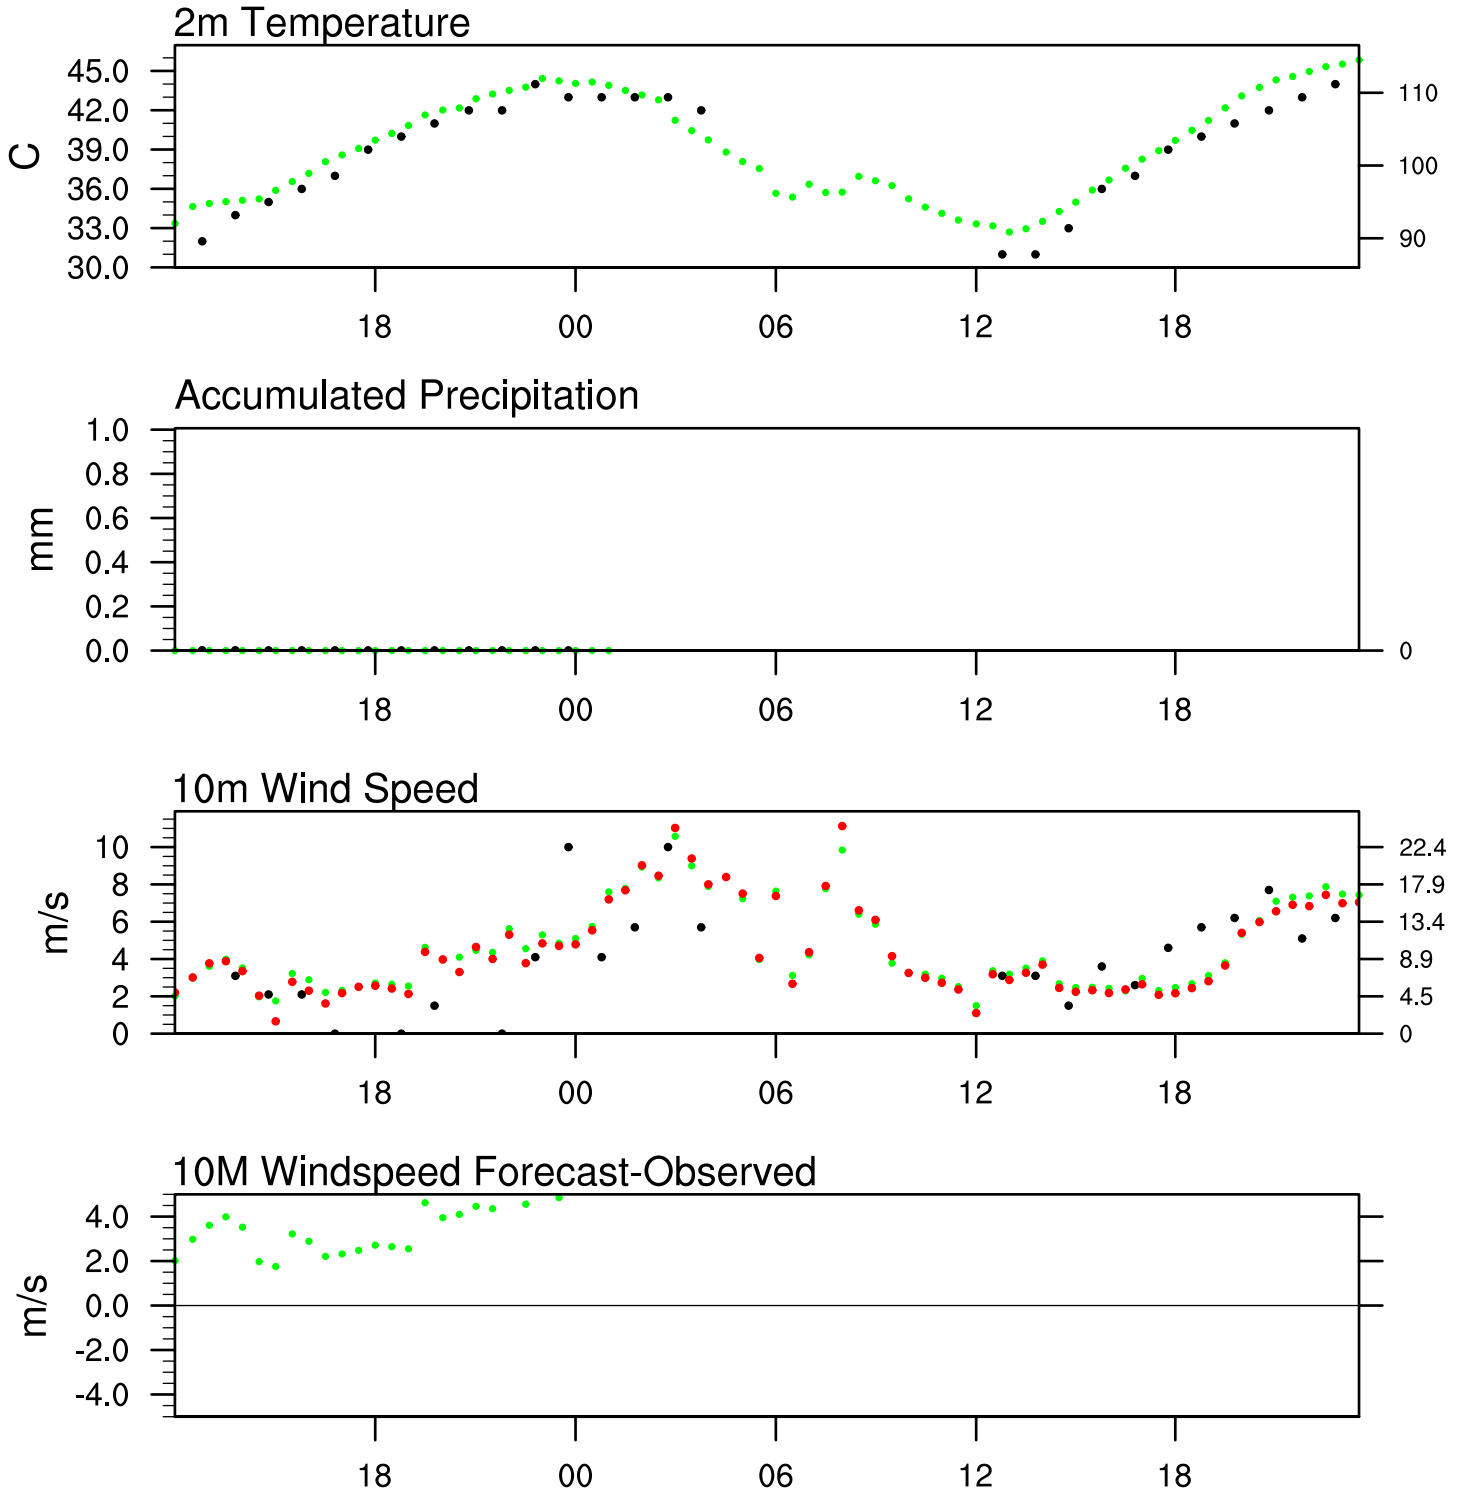 2m Temperature
C
45.0
42.0
39.0
36.0
33.0
30.0
110
100
90
18 00 06 12 18
Accumulated Precipitation
mm
1.0
0.8
0.6
0.4
0.2
0.0
0
18 00 06 12 18
10m Wind Speed
m/s
10
8
6
4
2
0
22.4
17.9
13.4
8.9
4.5
0
18 00 06 12 18
10M Windspeed Forecast-Observed
m/s
4.0
2.0
0.0
-2.0
-4.0
18 00 06 12 18